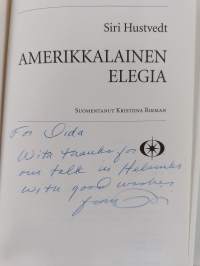 Siri Hustvedt
AMERIKKALAINEN
ELEGIA
Suomentanut Kristiina Rikman
For Oida
With thanks for
our talk in Helsinki
with good wishes
from